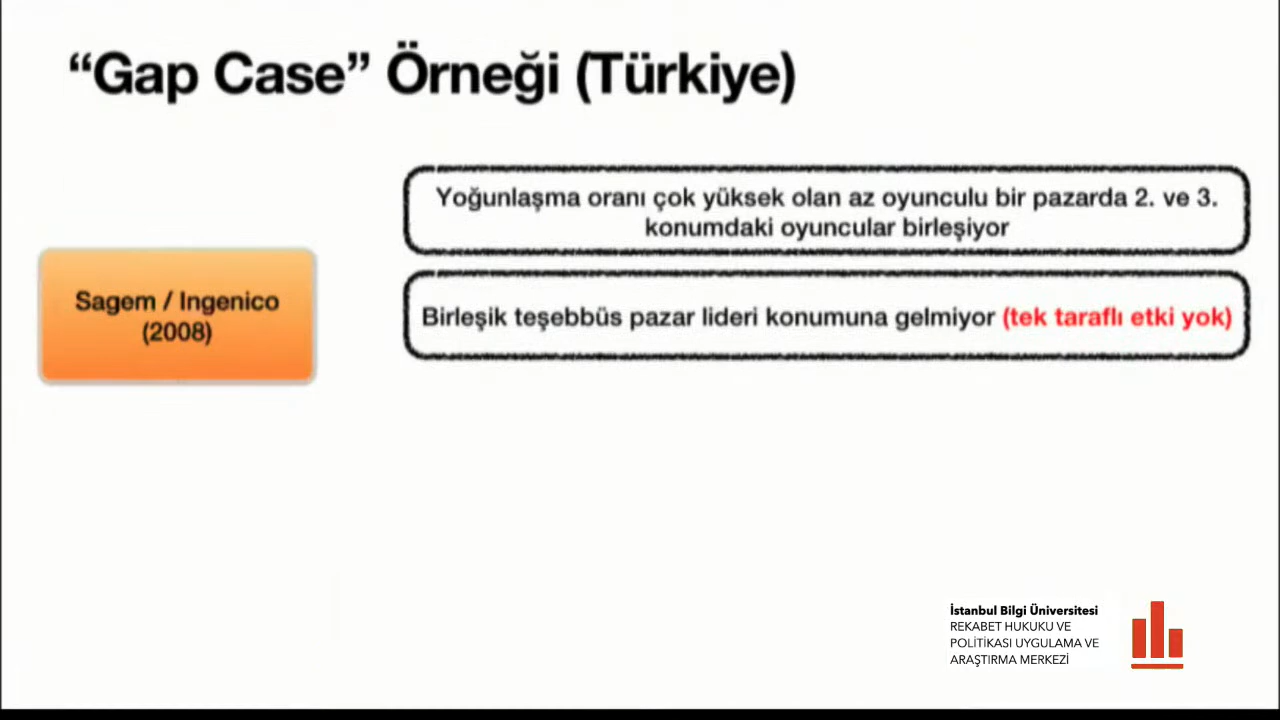 “Gap Case” Örneği (Türkiye)
Yoğunlaşma oranı çok yüksek olan az oyunculu bir pazarda 2. ve 3.
konumdaki oyuncular birleşiyor
Sagem / Ingenico
(2008)
Birleşik teşebbüs pazar lideri konumuna gelmiyor (tek taraflı etki yok)
İstanbul Bilgi Üniversitesi
REKABET HUKUKU VE
POLİTİKASI UYGULAMA VE
ARAŞTIRMA MERKEZİ